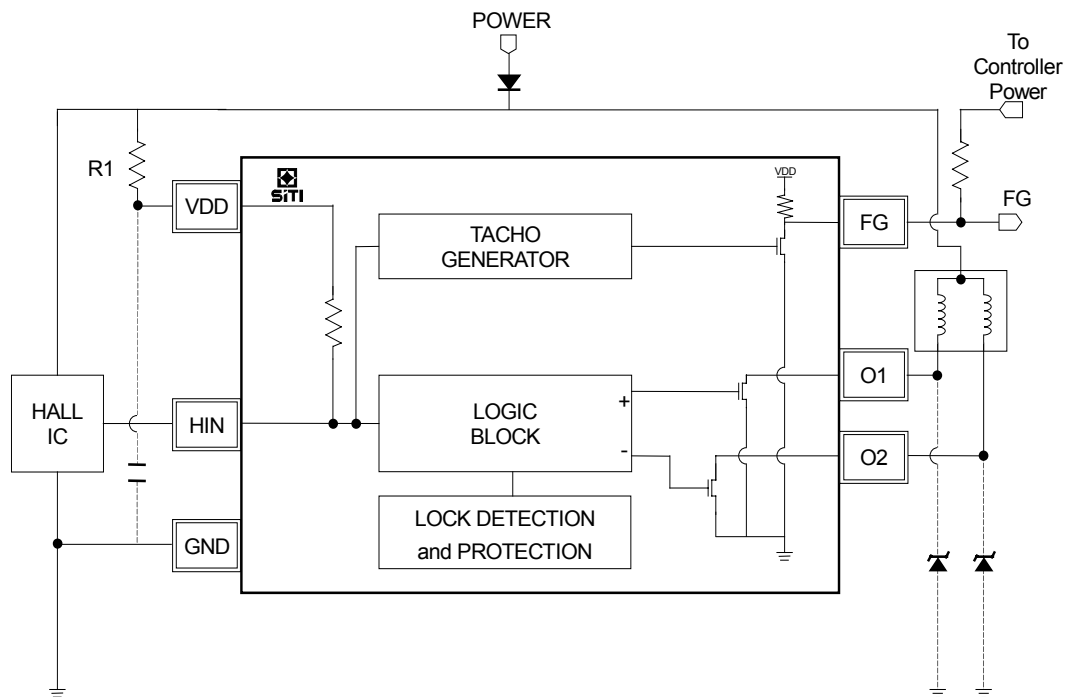 POWER
To
Controller
Power
R1
VDD
SiTI
VDD
TACHO
GENERATOR
FG
FG
HALL
IC
HIN
LOGIC
BLOCK
+
-
O1
O2
GND
LOCK DETECTION
and PROTECTION